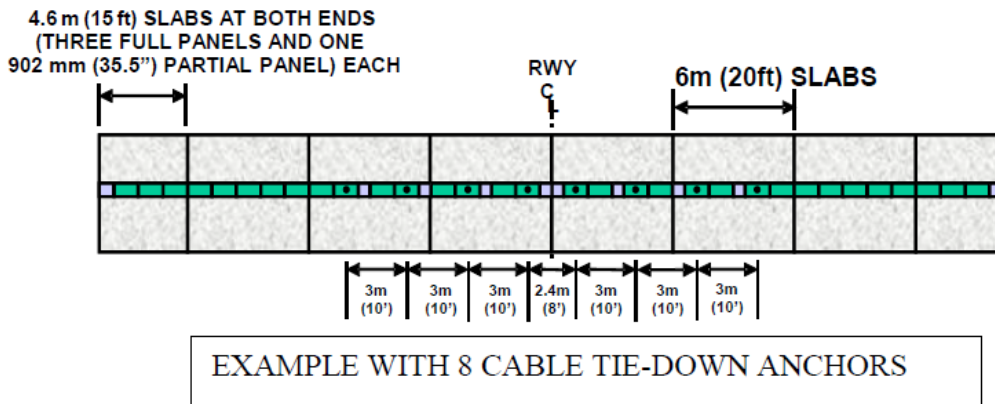 4.6 m (15 ft) SLABS AT BOTH ENDS
(THREE FULL PANELS AND ONE
902 mm (35.5”) PARTIAL PANEL) EACH
RWY
C
L
6m (20ft) SLABS
3m
(10’)
3m
(10’)
3m
(10’)
2.4m
(8’)
3m
(10’)
3m
(10’)
3m
(10’)
EXAMPLE WITH 8 CABLE TIE-DOWN ANCHORS